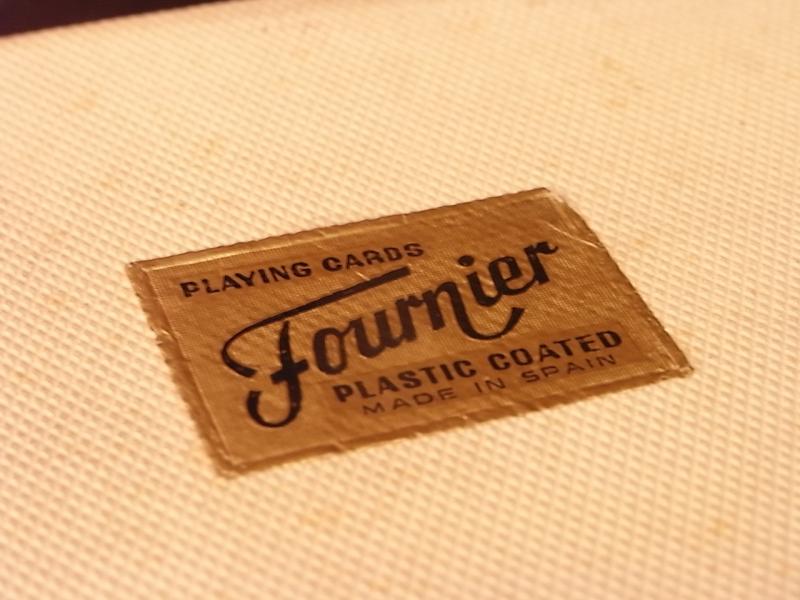 PLAYING CARDS
Fournier
PLASTIC COATED
MADE IN SPAIN